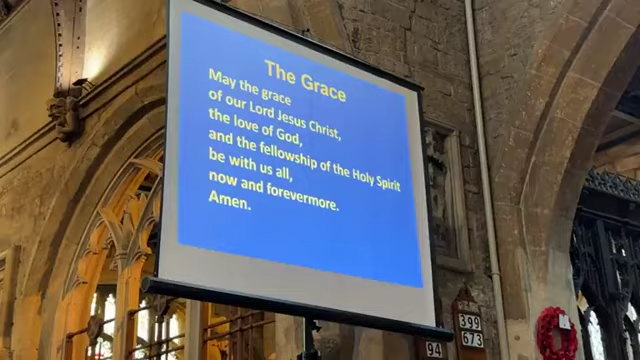 The Grace
May the grace
of our Lord Jesus Christ,
the love of God,
and the fellowship of the Holy Spirit
be with us all,
now and forevermore.
Amen.
399
94
673